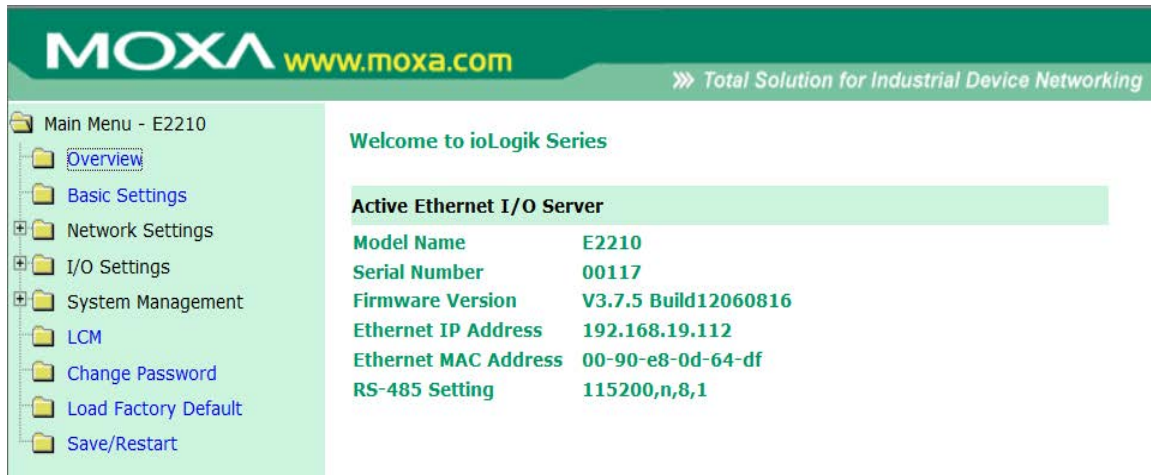 MOXA www.moxa.com
Total Solution for Industrial Device Networking
Main Menu - E2210
Overview
Basic Settings
Network Settings
I/O Settings
System Management
LCM
Change Password
Load Factory Default
Save/Restart
Welcome to ioLogik Series
Active Ethernet I/O Server
Model Name E2210
Serial Number 00117
Firmware Version V3.7.5 Build12060816
Ethernet IP Address 192.168.19.112
Ethernet MAC Address 00-90-e8-0d-64-df
RS-485 Setting 115200,n,8,1